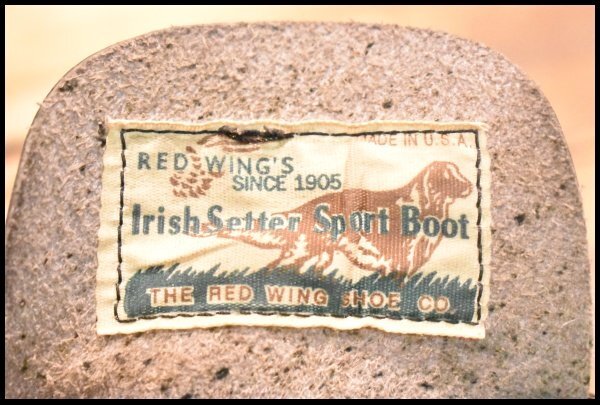 MADE IN U.S.A.
RED WING'S
SINCE 1905
Irish Setter Sport Boot
THE RED WING SHOE CO.